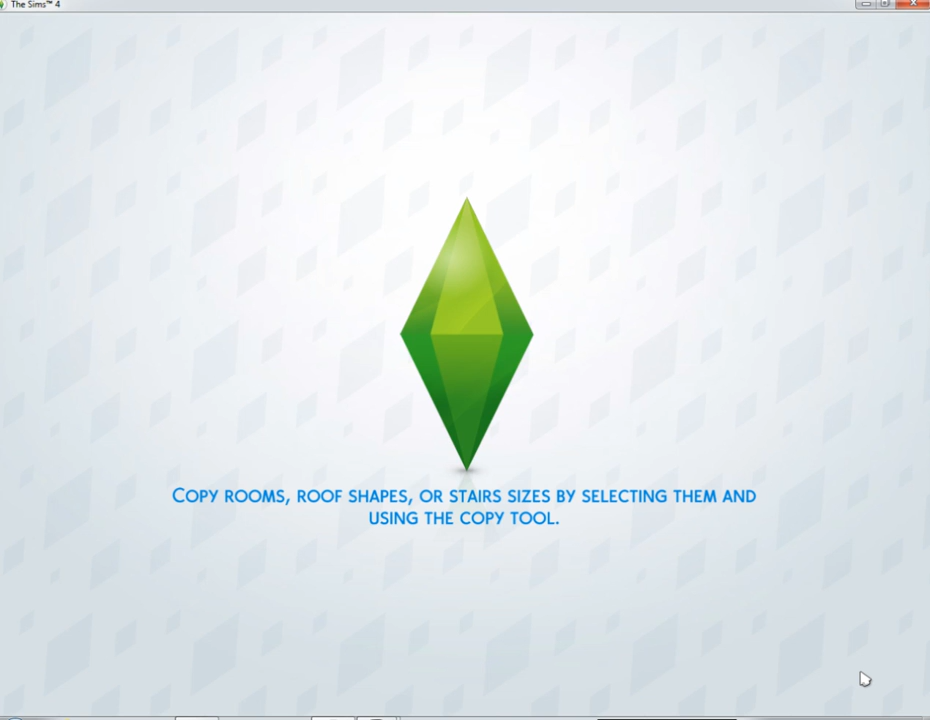 The Sims™ 4
Copy rooms, roof shapes, or stairs sizes by selecting them and
using the copy tool.